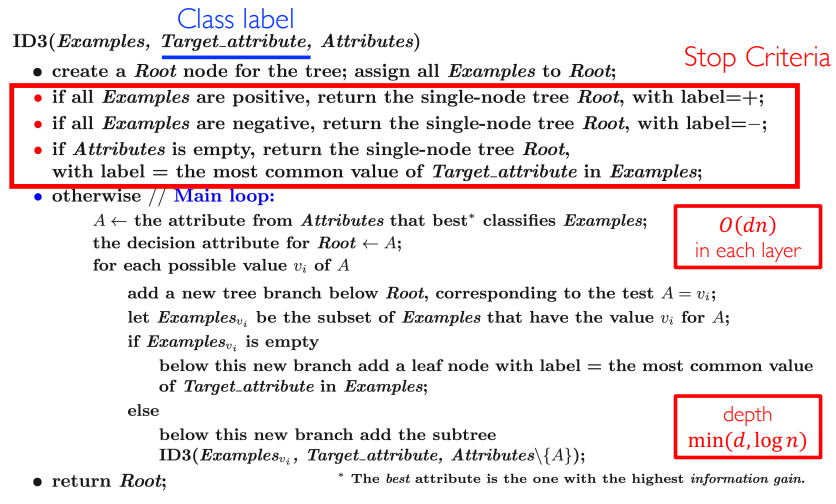 Class label
ID3(Examples, Target_attribute, Attributes)
Stop Criteria
• create a Root node for the tree; assign all Examples to Root;
• if all Examples are positive, return the single-node tree Root, with label=+;
• if all Examples are negative, return the single-node tree Root, with label=−;
• if Attributes is empty, return the single-node tree Root,
with label = the most common value of Target_attribute in Examples;
• otherwise // Main loop:
A ← the attribute from Attributes that best* classifies Examples;
the decision attribute for Root ← A;
for each possible value vᵢ of A
O(dn)
in each layer
add a new tree branch below Root, corresponding to the test A = vᵢ;
let Examples_vᵢ be the subset of Examples that have the value vᵢ for A;
if Examples_vᵢ is empty
below this new branch add a leaf node with label = the most common value
of Target_attribute in Examples;
else
below this new branch add the subtree
ID3(Examples_vᵢ, Target_attribute, Attributes\{A});
depth
min(d, log n)
• return Root;
* The best attribute is the one with the highest information gain.